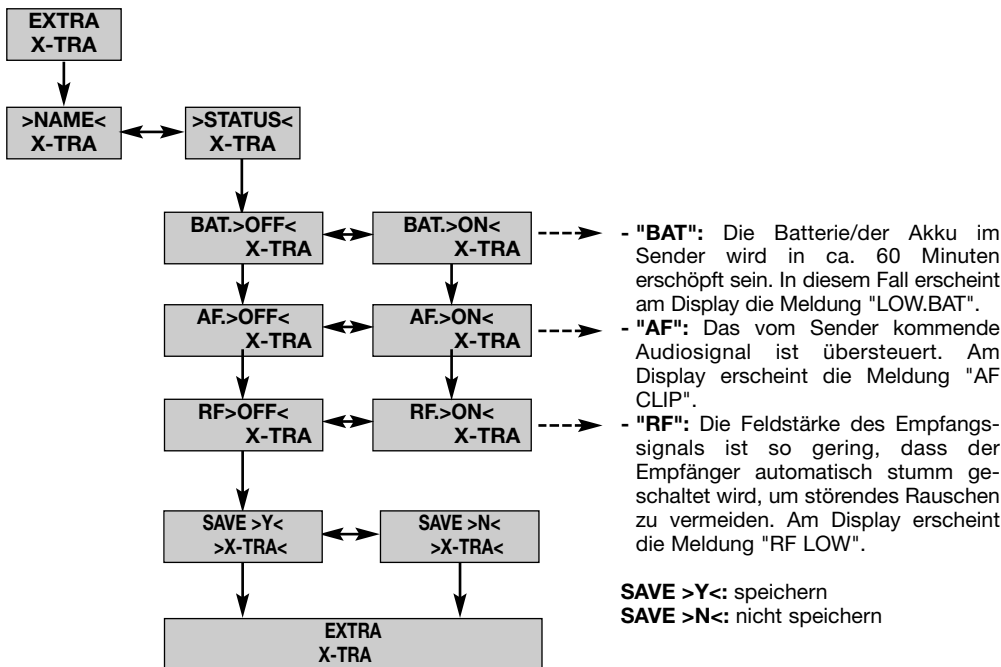 EXTRA
X-TRA
>NAME<
X-TRA
>STATUS<
X-TRA
BAT.>OFF<
X-TRA
BAT.>ON<
X-TRA
AF.>OFF<
X-TRA
AF.>ON<
X-TRA
RF>OFF<
X-TRA
RF.>ON<
X-TRA
SAVE >Y<
>X-TRA<
SAVE >N<
>X-TRA<
EXTRA
X-TRA
- "BAT": Die Batterie/der Akku im
Sender wird in ca. 60 Minuten
erschöpft sein. In diesem Fall erscheint
am Display die Meldung "LOW.BAT".
- "AF": Das vom Sender kommende
Audiosignal ist übersteuert. Am
Display erscheint die Meldung "AF
CLIP".
- "RF": Die Feldstärke des Empfangs-
signals ist so gering, dass der
Empfänger automatisch stumm ge-
schaltet wird, um störendes Rauschen
zu vermeiden. Am Display erscheint
die Meldung "RF LOW".
SAVE >Y<: speichern
SAVE >N<: nicht speichern